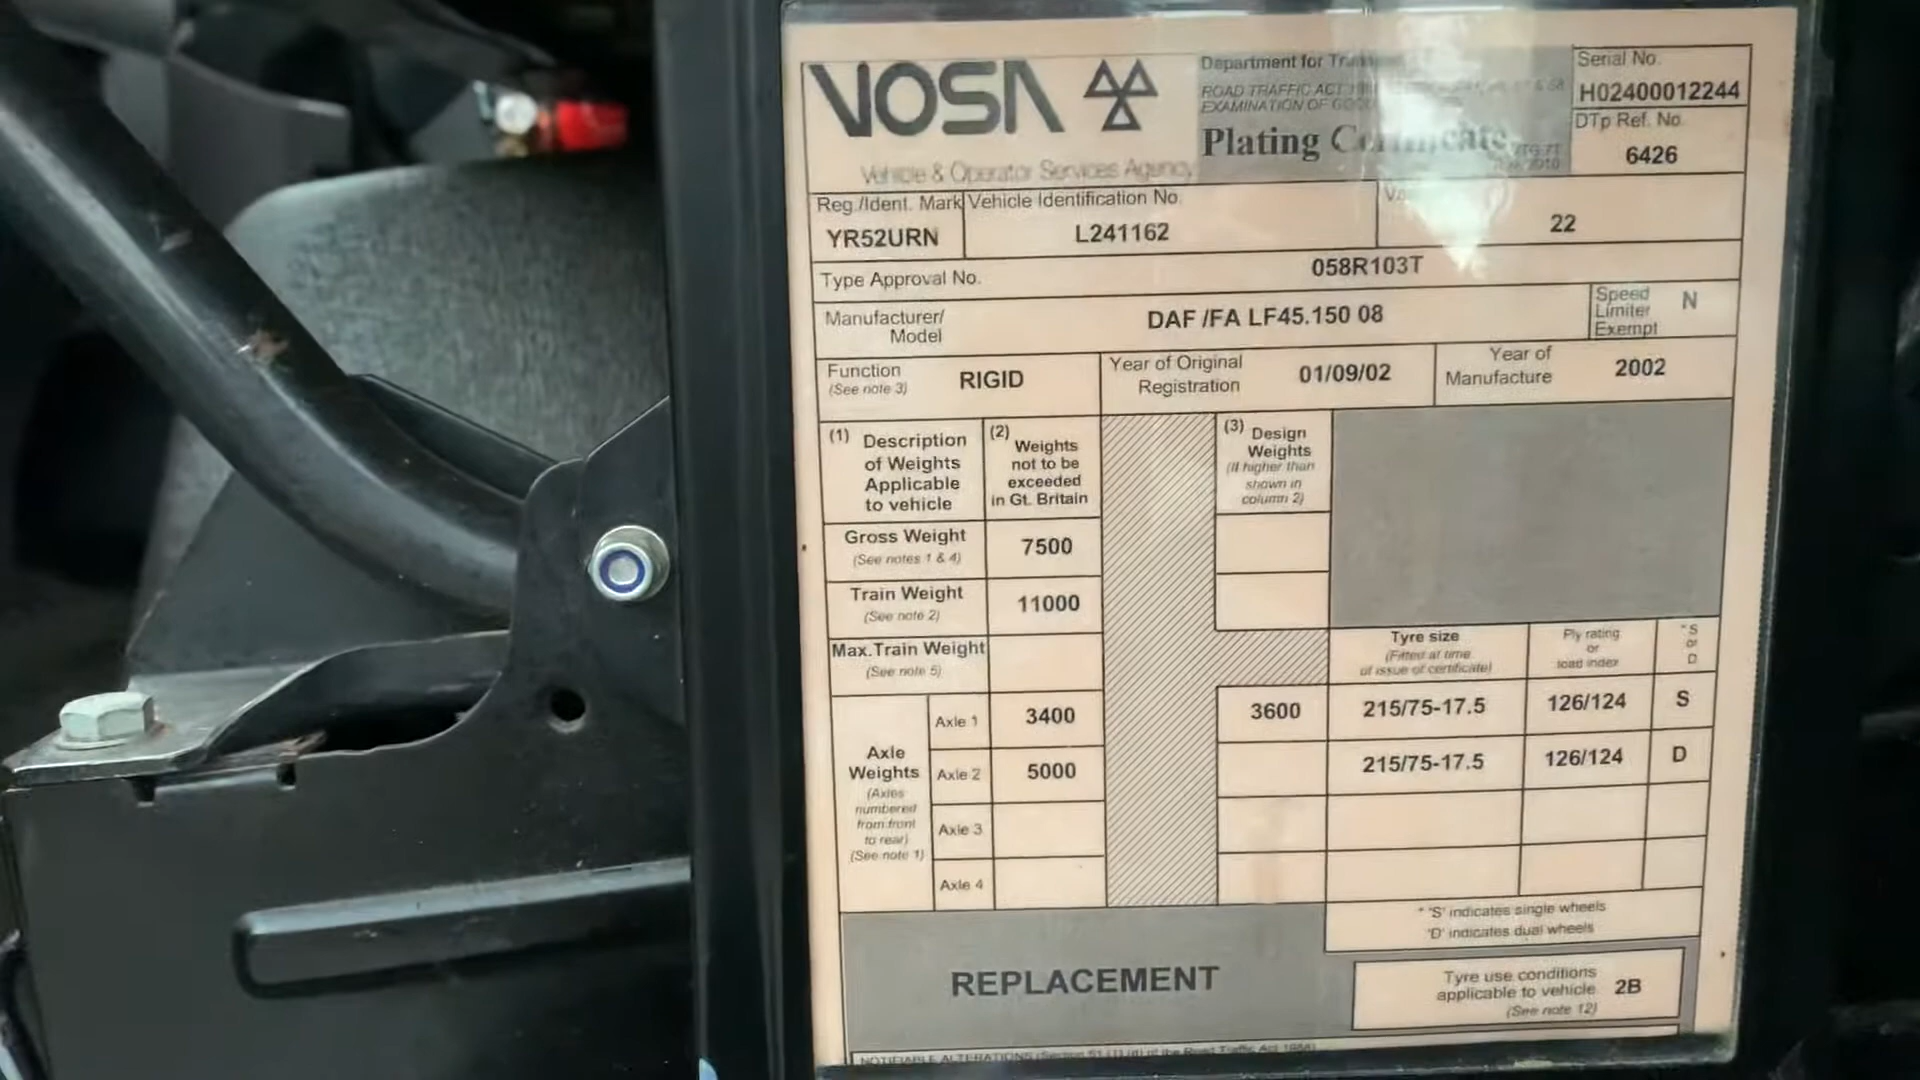 VOSA
Vehicle & Operator Services Agency
Department for
ROAD TRAFFIC ACT
EXAMINATION OF
Plating Certificate
Serial No.
H02400012244
DTp Ref. No.
6426
Reg./Ident. Mark
YR52URN
Vehicle Identification No.
L241162
22
Type Approval No.
058R103T
Manufacturer/
Model
DAF /FA LF45.150 08
Speed
Limiter
Exempt
N
Function
(See note 3)
RIGID
Year of Original
Registration
01/09/02
Year of
Manufacture
2002
(1) Description
of Weights
Applicable
to vehicle
(2) Weights
not to be
exceeded
in Gt. Britain
(3) Design
Weights
(If higher than
shown in
column 2)
Gross Weight
(See notes 1 & 4)
7500
Train Weight
(See note 2)
11000
Max.Train Weight
(See note 5)
Tyre size
(Fitted at time
of issue of certificate)
Ply rating
or
load index
* S
or
D
Axle
Weights
(Axles
numbered
from front
to rear)
(See note 1)
Axle 1 3400 3600 215/75-17.5 126/124 S
Axle 2 5000 215/75-17.5 126/124 D
Axle 3
Axle 4
* 'S' indicates single wheels
'D' indicates dual wheels
REPLACEMENT
Tyre use conditions
applicable to vehicle
(See note 12)
2B
NOTIFIABLE ALTERATIONS (Section 51 (1) (d) of the Road Traffic Act 1988)